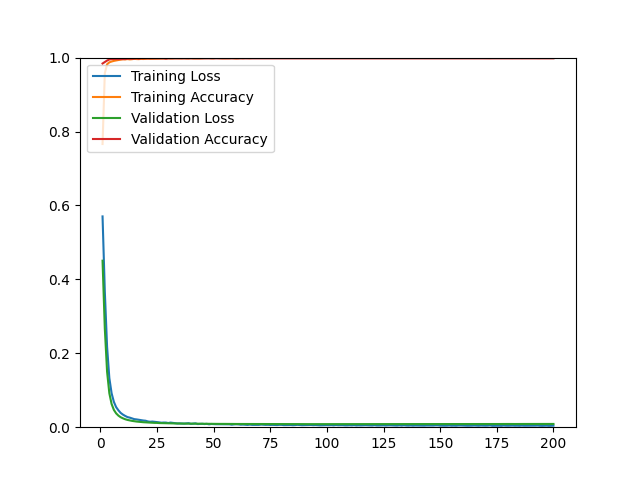 1.0
0.8
0.6
0.4
0.2
0.0
Training Loss
Training Accuracy
Validation Loss
Validation Accuracy
0 25 50 75 100 125 150 175 200